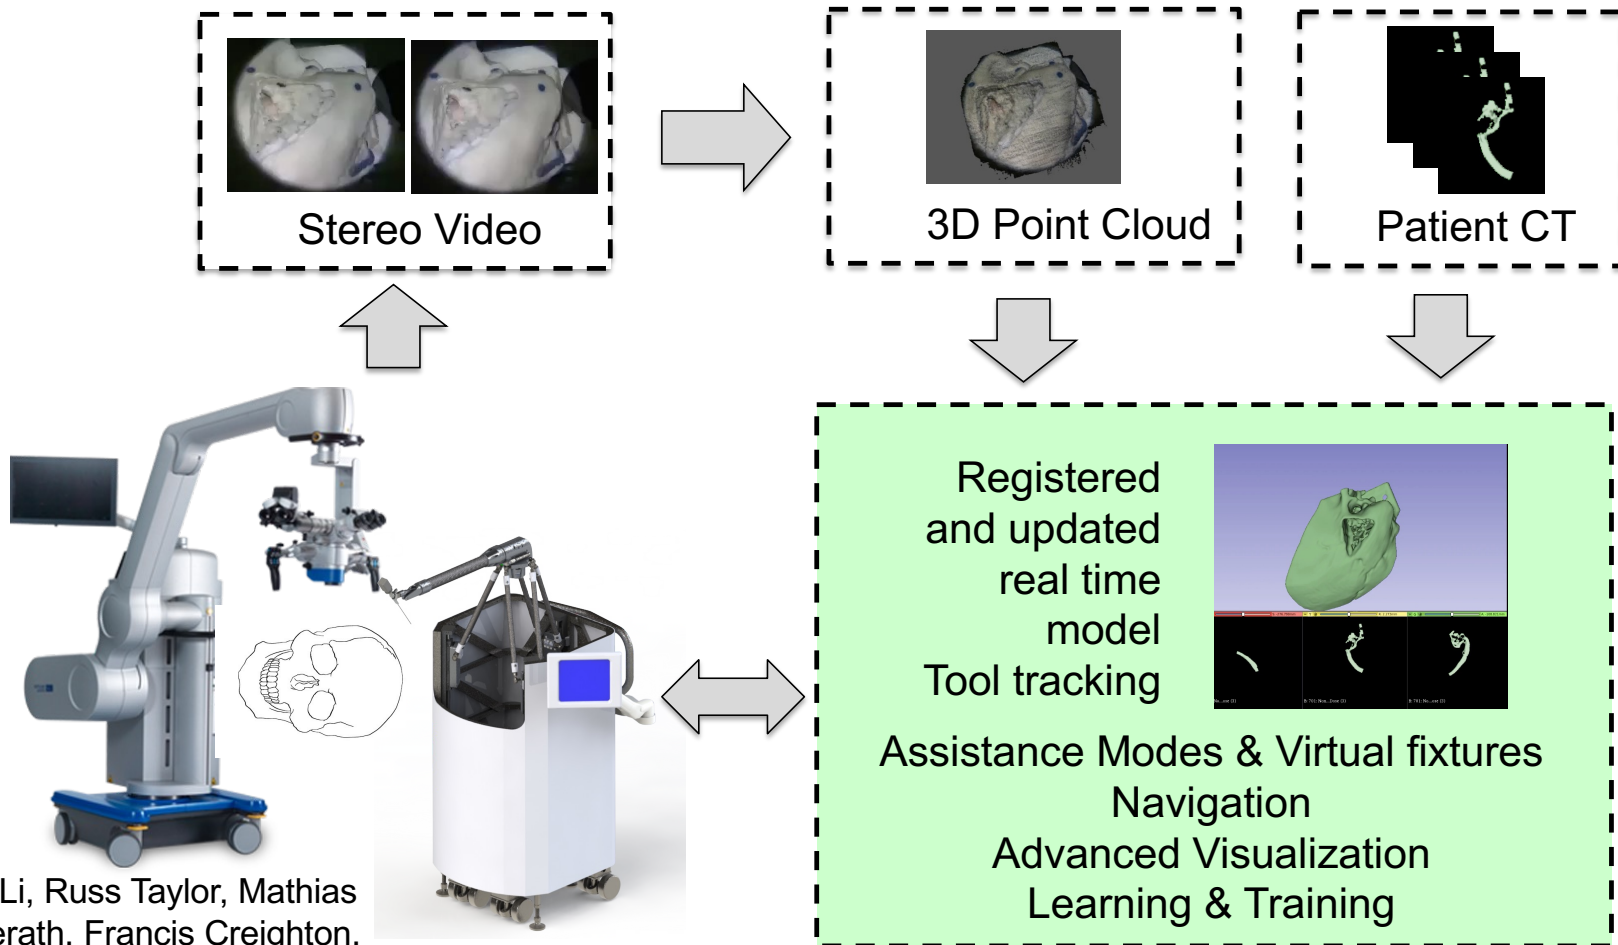 Stereo Video
3D Point Cloud
Patient CT
Registered
and updated
real time
model
Tool tracking
Assistance Modes & Virtual fixtures
Navigation
Advanced Visualization
Learning & Training
Li, Russ Taylor, Mathias
Francis Creighton,